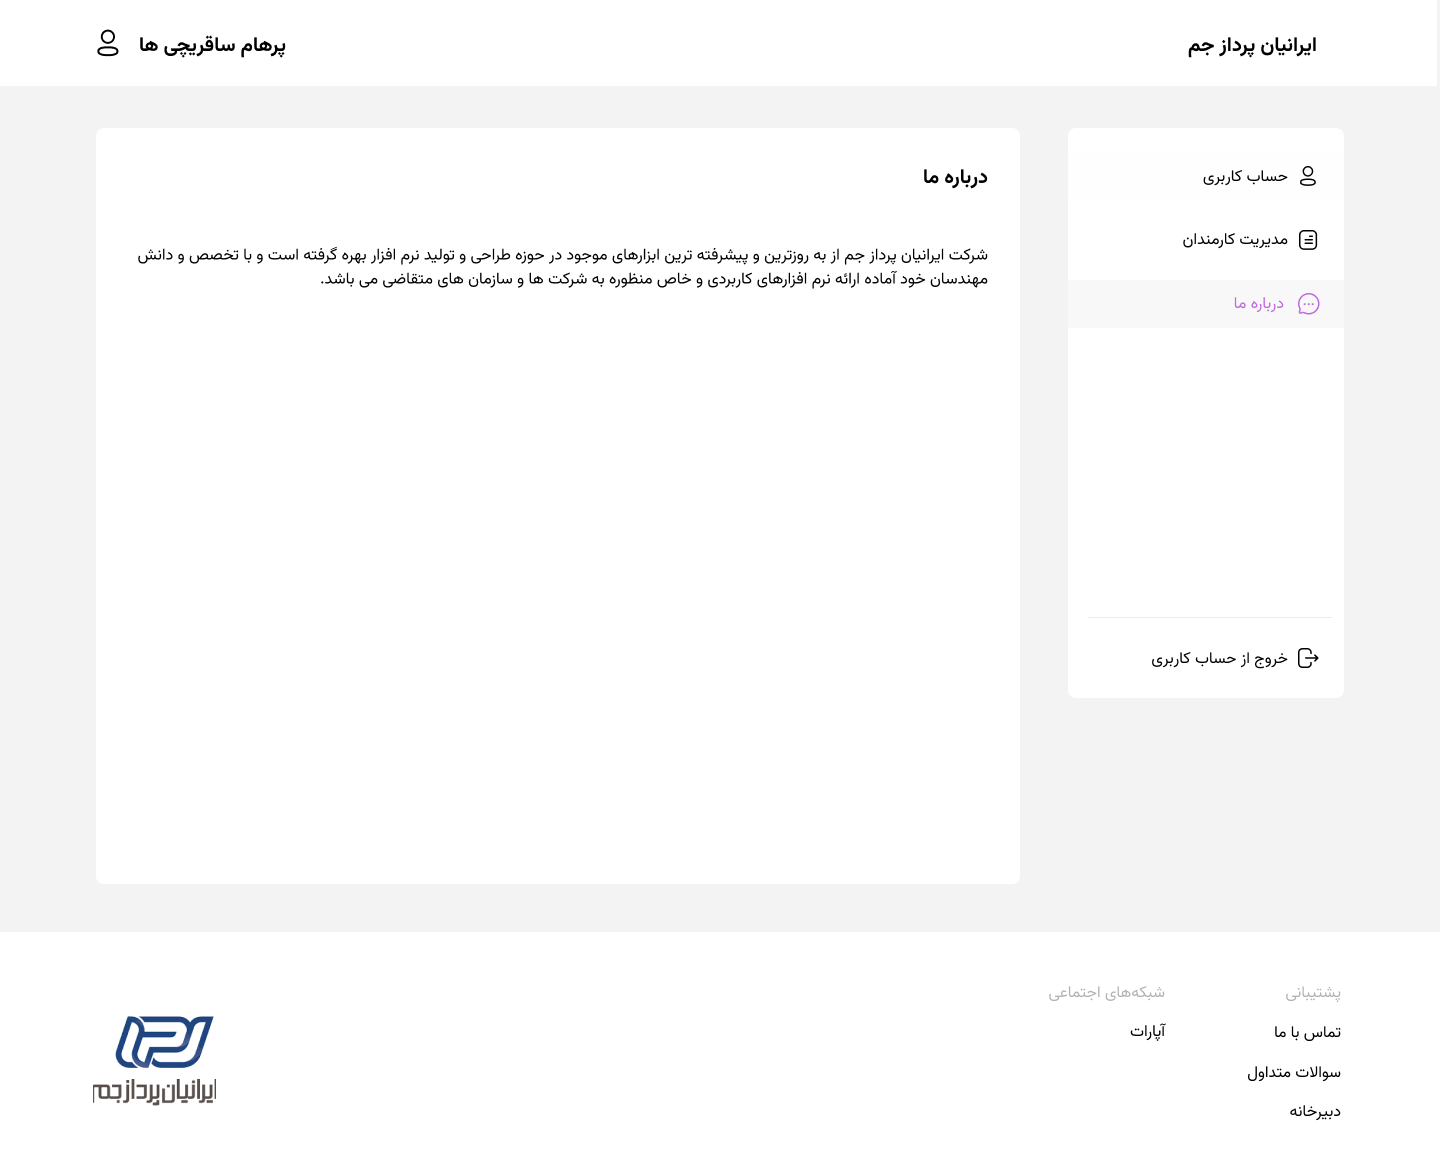 ایرانیان پرداز جم
پرهام ساقریچی ها
حساب کاربری
مدیریت کارمندان
درباره ما
خروج از حساب کاربری
درباره ما
شرکت ایرانیان پرداز جم از به روزترین و پیشرفته ترین ابزارهای موجود در حوزه طراحی و تولید نرم افزار بهره گرفته است و با تخصص و دانش
مهندسان خود آماده ارائه نرم افزارهای کاربردی و خاص منظوره به شرکت ها و سازمان های متقاضی می باشد.
پشتیبانی
تماس با ما
سوالات متداول
دبیرخانه
شبکه‌های اجتماعی
آپارات
ایرانیان پرداز جم